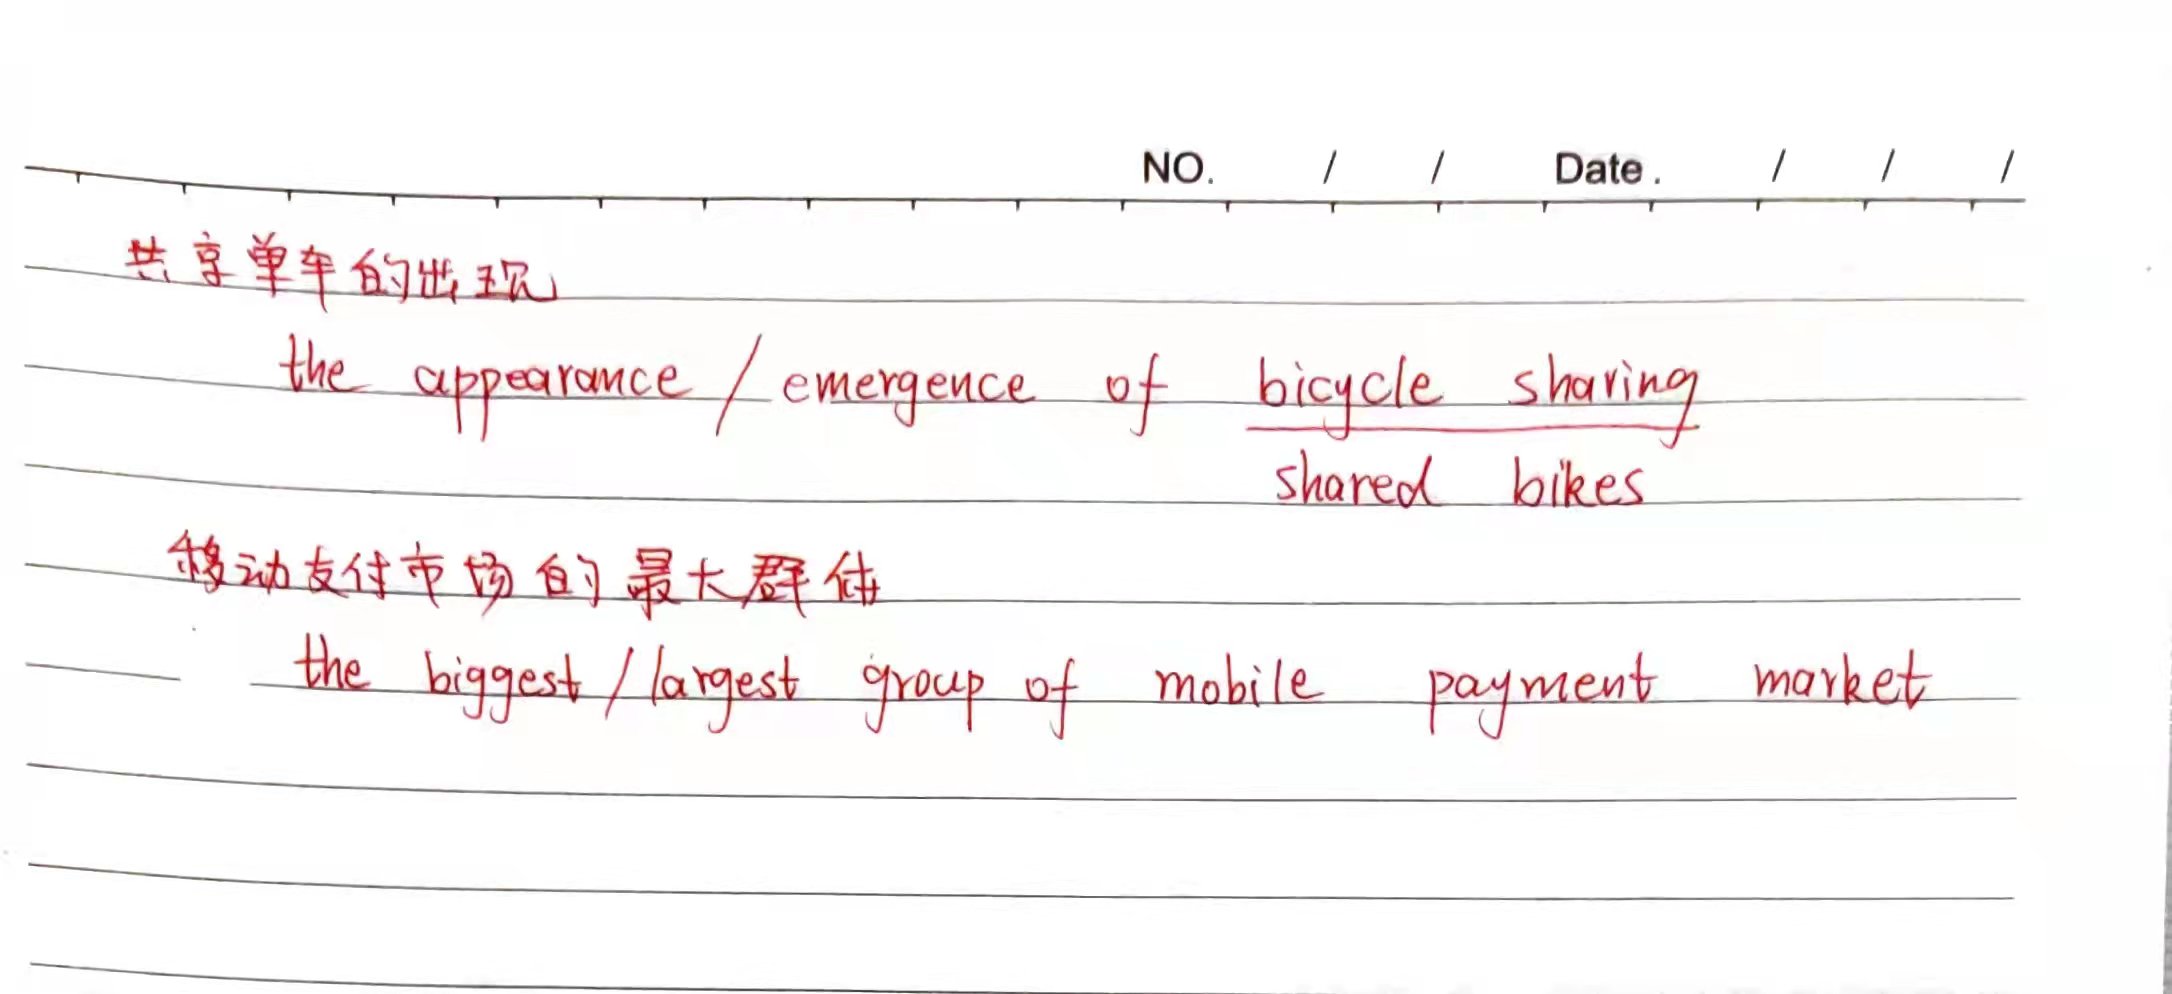 NO. / / Date. / / /
共享单车的出现
the appearance / emergence of bicycle sharing
shared bikes
移动支付市场的最大群体
the biggest / largest group of mobile payment market